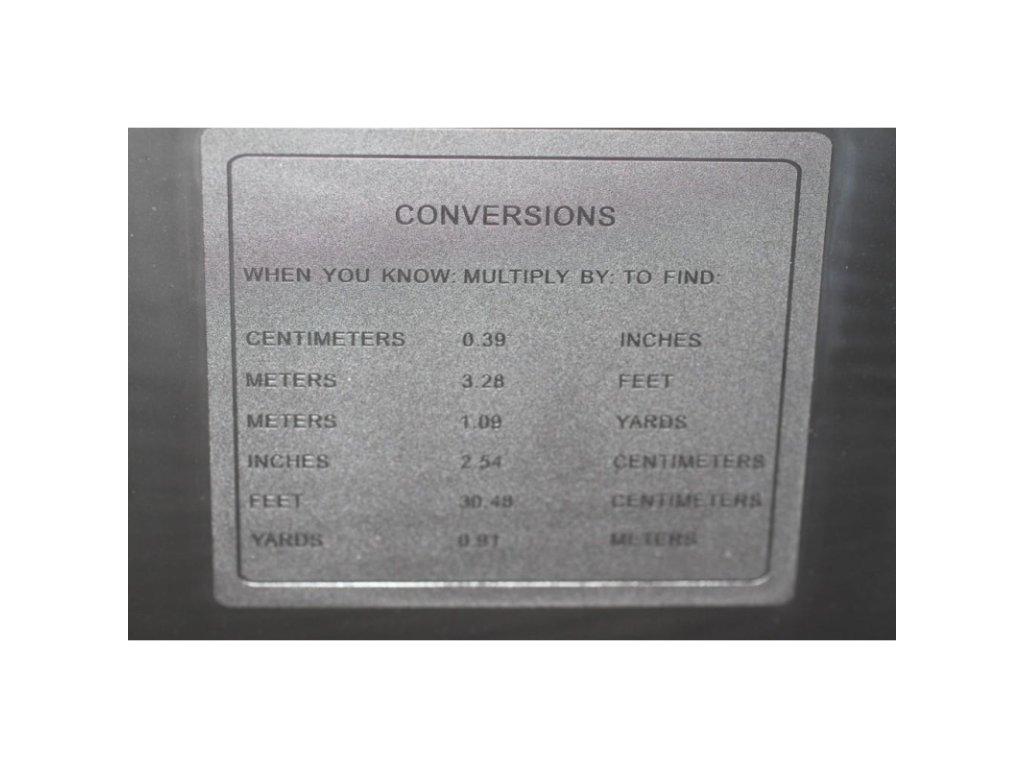 CONVERSIONS
WHEN YOU KNOW: MULTIPLY BY: TO FIND:
CENTIMETERS 0.39 INCHES
METERS 3.28 FEET
METERS 1.09 YARDS
INCHES 2.54 CENTIMETERS
FEET 30.48 CENTIMETERS
YARDS 0.91 METERS